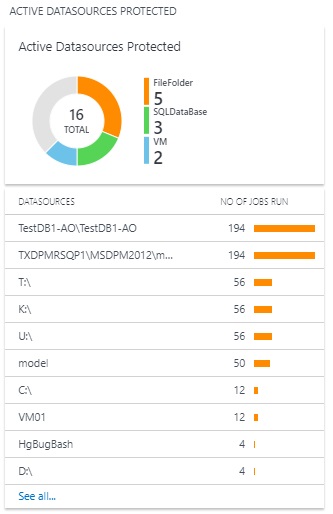 ACTIVE DATASOURCES PROTECTED
Active Datasources Protected
16
TOTAL
FileFolder
5
SQLDataBase
3
VM
2
DATASOURCES NO OF JOBS RUN
TestDB1-AO\TestDB1-AO 194
TXDPMRSQP1\MSDPM2012\m... 194
T:\ 56
K:\ 56
U:\ 56
model 50
C:\ 12
VM01 12
HgBugBash 4
D:\ 4
See all...